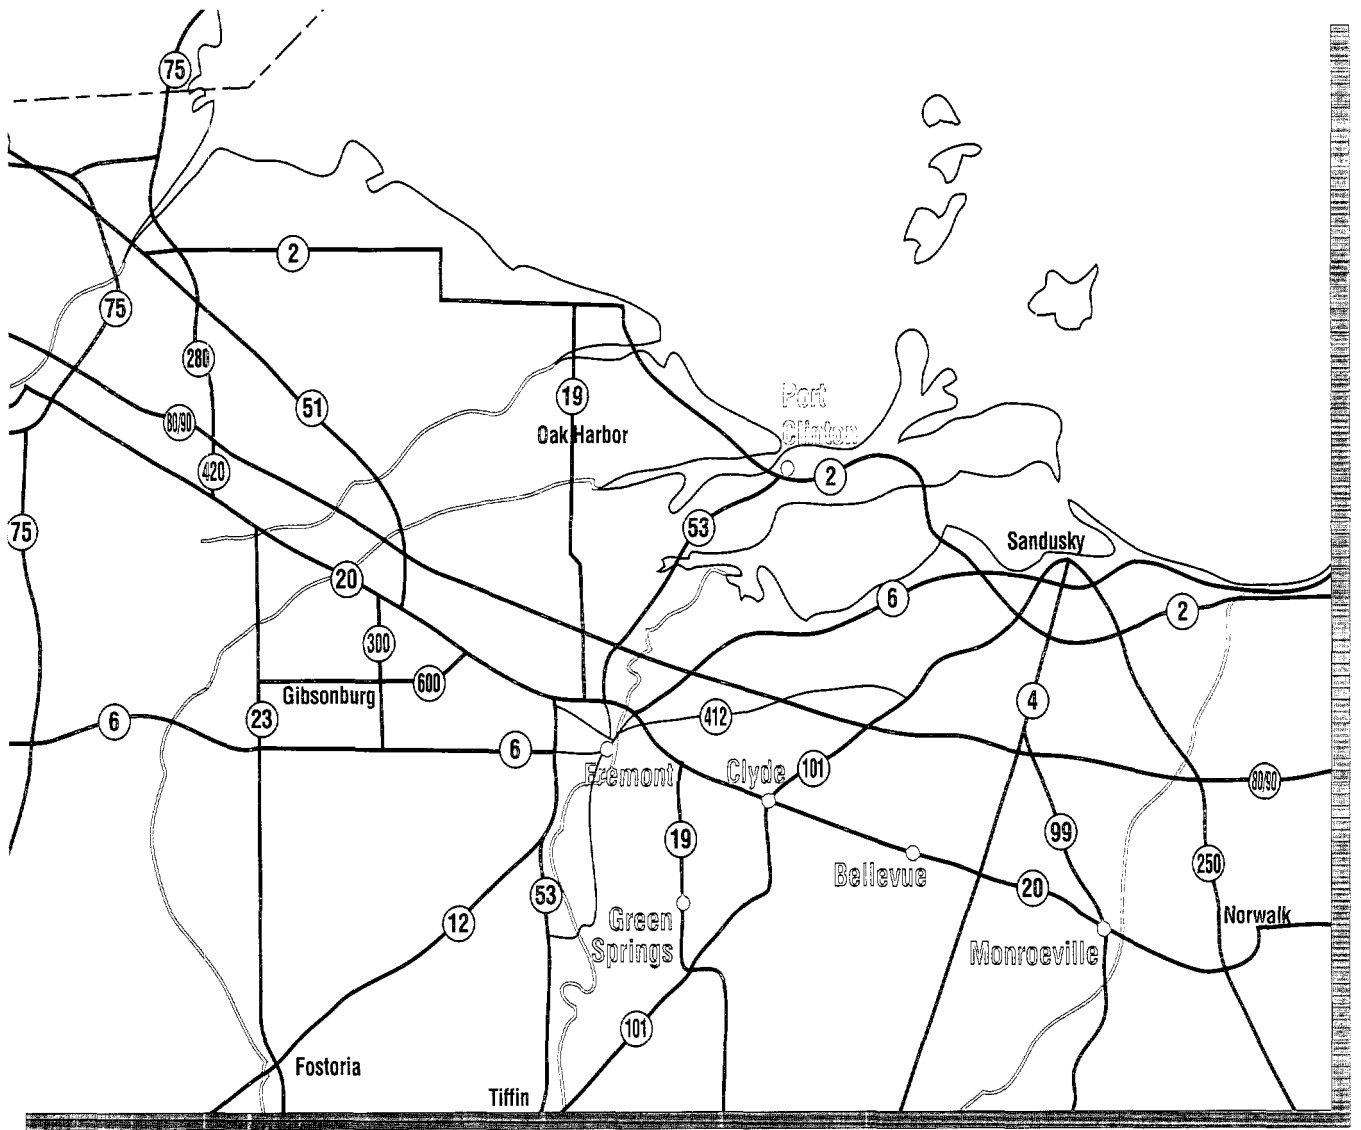 75
2
75
280
Port
Clinton
19
51
80/90
Oak Harbor
420
2
53
75
Sandusky
20
6
2
300
600
Gibsonburg
4
412
23
6
6
Fremont
Clyde
101
80/90
99
19
250
Bellevue
20
53
12
Green
Springs
Norwalk
Monroeville
101
Fostoria
Tiffin